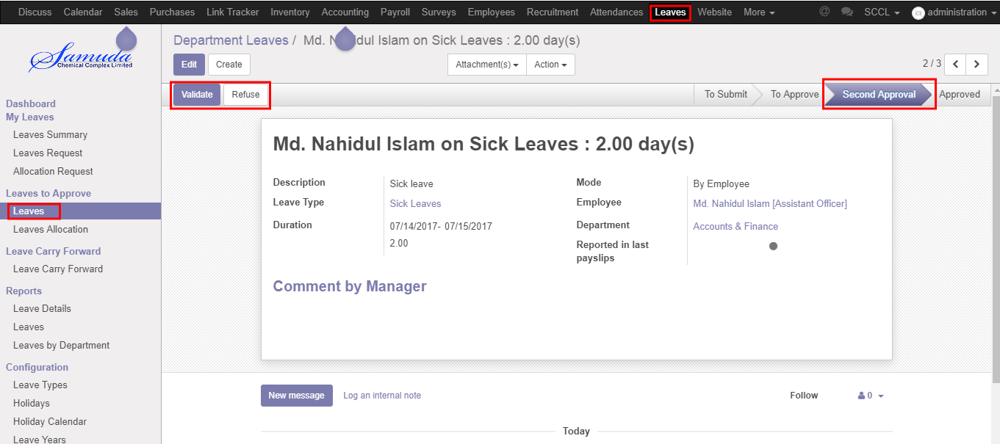 Discuss Calendar Sales Purchases Link Tracker Inventory Accounting Payroll Surveys Employees Recruitment Attendances Leaves Website More @ SCCL administration
Samuda
Chemical Complex Limited
Dashboard
My Leaves
Leaves Summary
Leaves Request
Allocation Request
Leaves to Approve
Leaves
Leaves Allocation
Leave Carry Forward
Leave Carry Forward
Reports
Leave Details
Leaves
Leaves by Department
Configuration
Leave Types
Holidays
Holiday Calendar
Leave Years
Department Leaves / Md. dul Islam on Sick Leaves : 2.00 day(s)
Edit Create Attachment(s) Action 2 / 3
Validate Refuse To Submit To Approve Second Approval Approved
Md. Nahidul Islam on Sick Leaves : 2.00 day(s)
Description Sick leave
Leave Type Sick Leaves
Duration 07/14/2017- 07/15/2017
2.00
Mode By Employee
Employee Md. Nahidul Islam [Assistant Officer]
Department Accounts & Finance
Reported in last
payslips
Comment by Manager
New message Log an internal note Follow 0
Today